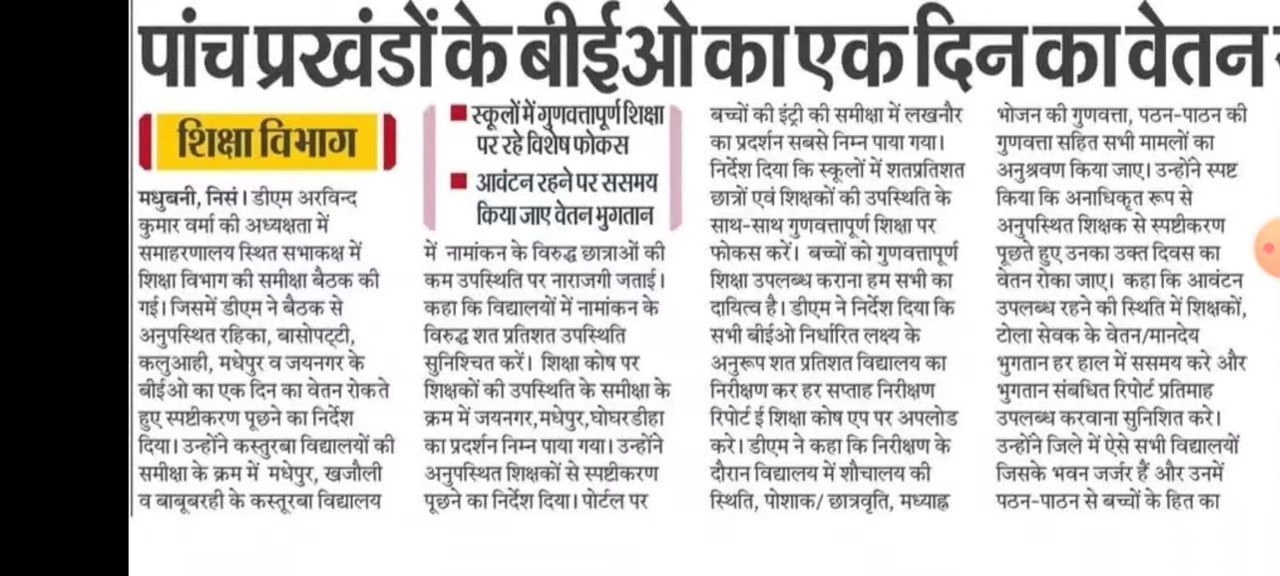 पांच प्रखंडों के बीईओ का एक दिन का वेतन
शिक्षा विभाग
मधुबनी, निसं। डीएम अरविन्द
कुमार वर्मा की अध्यक्षता में
समाहरणालय स्थित सभाकक्ष में
शिक्षा विभाग की समीक्षा बैठक की
गई। जिसमें डीएम ने बैठक से
अनुपस्थित रहिका, बासोपट्टी,
कलुआही, मधेपुर व जयनगर के
बीईओ का एक दिन का वेतन रोकते
हुए स्पष्टीकरण पूछने का निर्देश
दिया। उन्होंने कस्तुरबा विद्यालयों की
समीक्षा के क्रम में मधेपुर, खजौली
व बाबूबरही के कस्तूरबा विद्यालय
■ स्कूलों में गुणवत्तापूर्ण शिक्षा
पर रहे विशेष फोकस
■ आवंटन रहने पर ससमय
किया जाए वेतन भुगतान
में नामांकन के विरुद्ध छात्राओं की
कम उपस्थिति पर नाराजगी जताई।
कहा कि विद्यालयों में नामांकन के
विरुद्ध शत प्रतिशत उपस्थिति
सुनिश्चित करें। शिक्षा कोष पर
शिक्षकों की उपस्थिति के समीक्षा के
क्रम में जयनगर,मधेपुर,घोघरडीहा
का प्रदर्शन निम्न पाया गया। उन्होंने
अनुपस्थित शिक्षकों से स्पष्टीकरण
पूछने का निर्देश दिया। पोर्टल पर
बच्चों की इंट्री की समीक्षा में लखनौर
का प्रदर्शन सबसे निम्न पाया गया।
निर्देश दिया कि स्कूलों में शतप्रतिशत
छात्रों एवं शिक्षकों की उपस्थिति के
साथ-साथ गुणवत्तापूर्ण शिक्षा पर
फोकस करें। बच्चों को गुणवत्तापूर्ण
शिक्षा उपलब्ध कराना हम सभी का
दायित्व है। डीएम ने निर्देश दिया कि
सभी बीईओ निर्धारित लक्ष्य के
अनुरूप शत प्रतिशत विद्यालय का
निरीक्षण कर हर सप्ताह निरीक्षण
रिपोर्ट ई शिक्षा कोष एप पर अपलोड
करे। डीएम ने कहा कि निरीक्षण के
दौरान विद्यालय में शौचालय की
स्थिति, पोशाक/ छात्रवृति, मध्याह्न
भोजन की गुणवत्ता, पठन-पाठन की
गुणवत्ता सहित सभी मामलों का
अनुश्रवण किया जाए। उन्होंने स्पष्ट
किया कि अनाधिकृत रूप से
अनुपस्थित शिक्षक से स्पष्टीकरण
पूछते हुए उनका उक्त दिवस का
वेतन रोका जाए। कहा कि आवंटन
उपलब्ध रहने की स्थिति में शिक्षकों,
टोला सेवक के वेतन/मानदेय
भुगतान हर हाल में ससमय करे और
भुगतान संबधित रिपोर्ट प्रतिमाह
उपलब्ध करवाना सुनिशित करे।
उन्होंने जिले में ऐसे सभी विद्यालयों
जिसके भवन जर्जर हैं और उनमें
पठन-पाठन से बच्चों के हित का